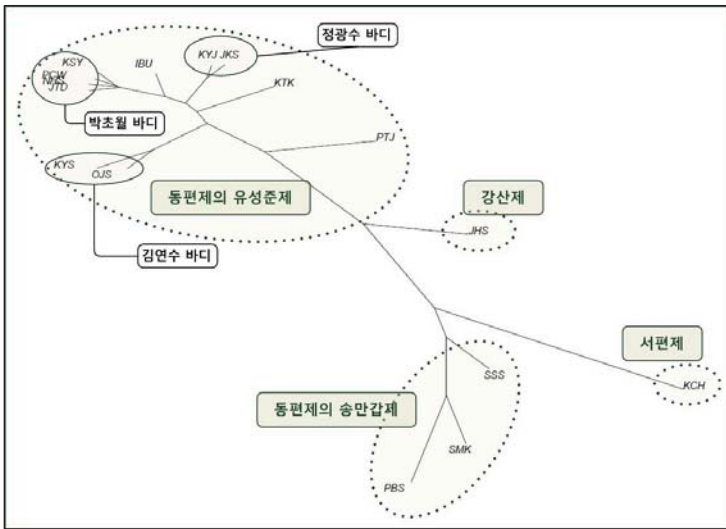 정광수 바디
KSY
IBU
KYJ JKS
PCW
NHS
JTD
KTK
박초월 바디
PTJ
KYS
OJS
동편제의 유성준제
강산제
JHS
김연수 바디
서편제
SSS
KCH
동편제의 송만갑제
SMK
PBS